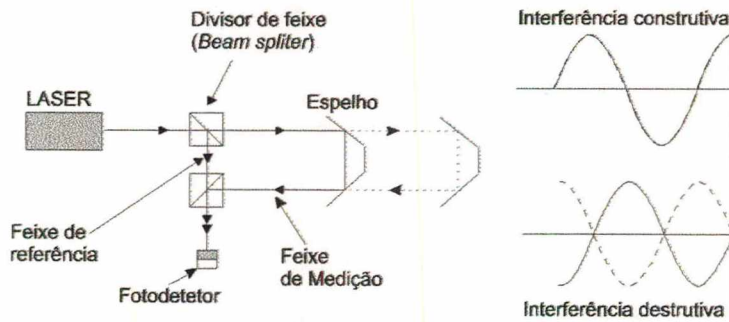 Divisor de feixe
(Beam spliter)
Interferência construtiva
LASER
Espelho
Feixe de
referência
Feixe
de Medição
Fotodetetor
Interferência destrutiva